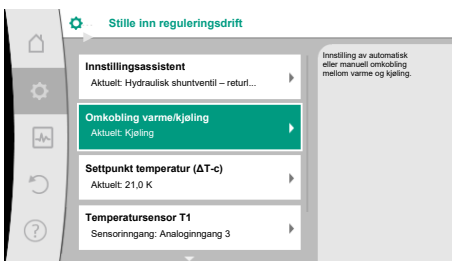 Stille inn reguleringsdrift
Innstillingsassistent
Aktuelt: Hydraulisk shuntventil – returl...
Omkobling varme/kjøling
Aktuelt: Kjøling
Settpunkt temperatur (ΔT-c)
Aktuelt: 21,0 K
Temperatursensor T1
Sensorinngang: Analoginngang 3
Innstilling av automatisk
eller manuell omkobling
mellom varme og kjøling.